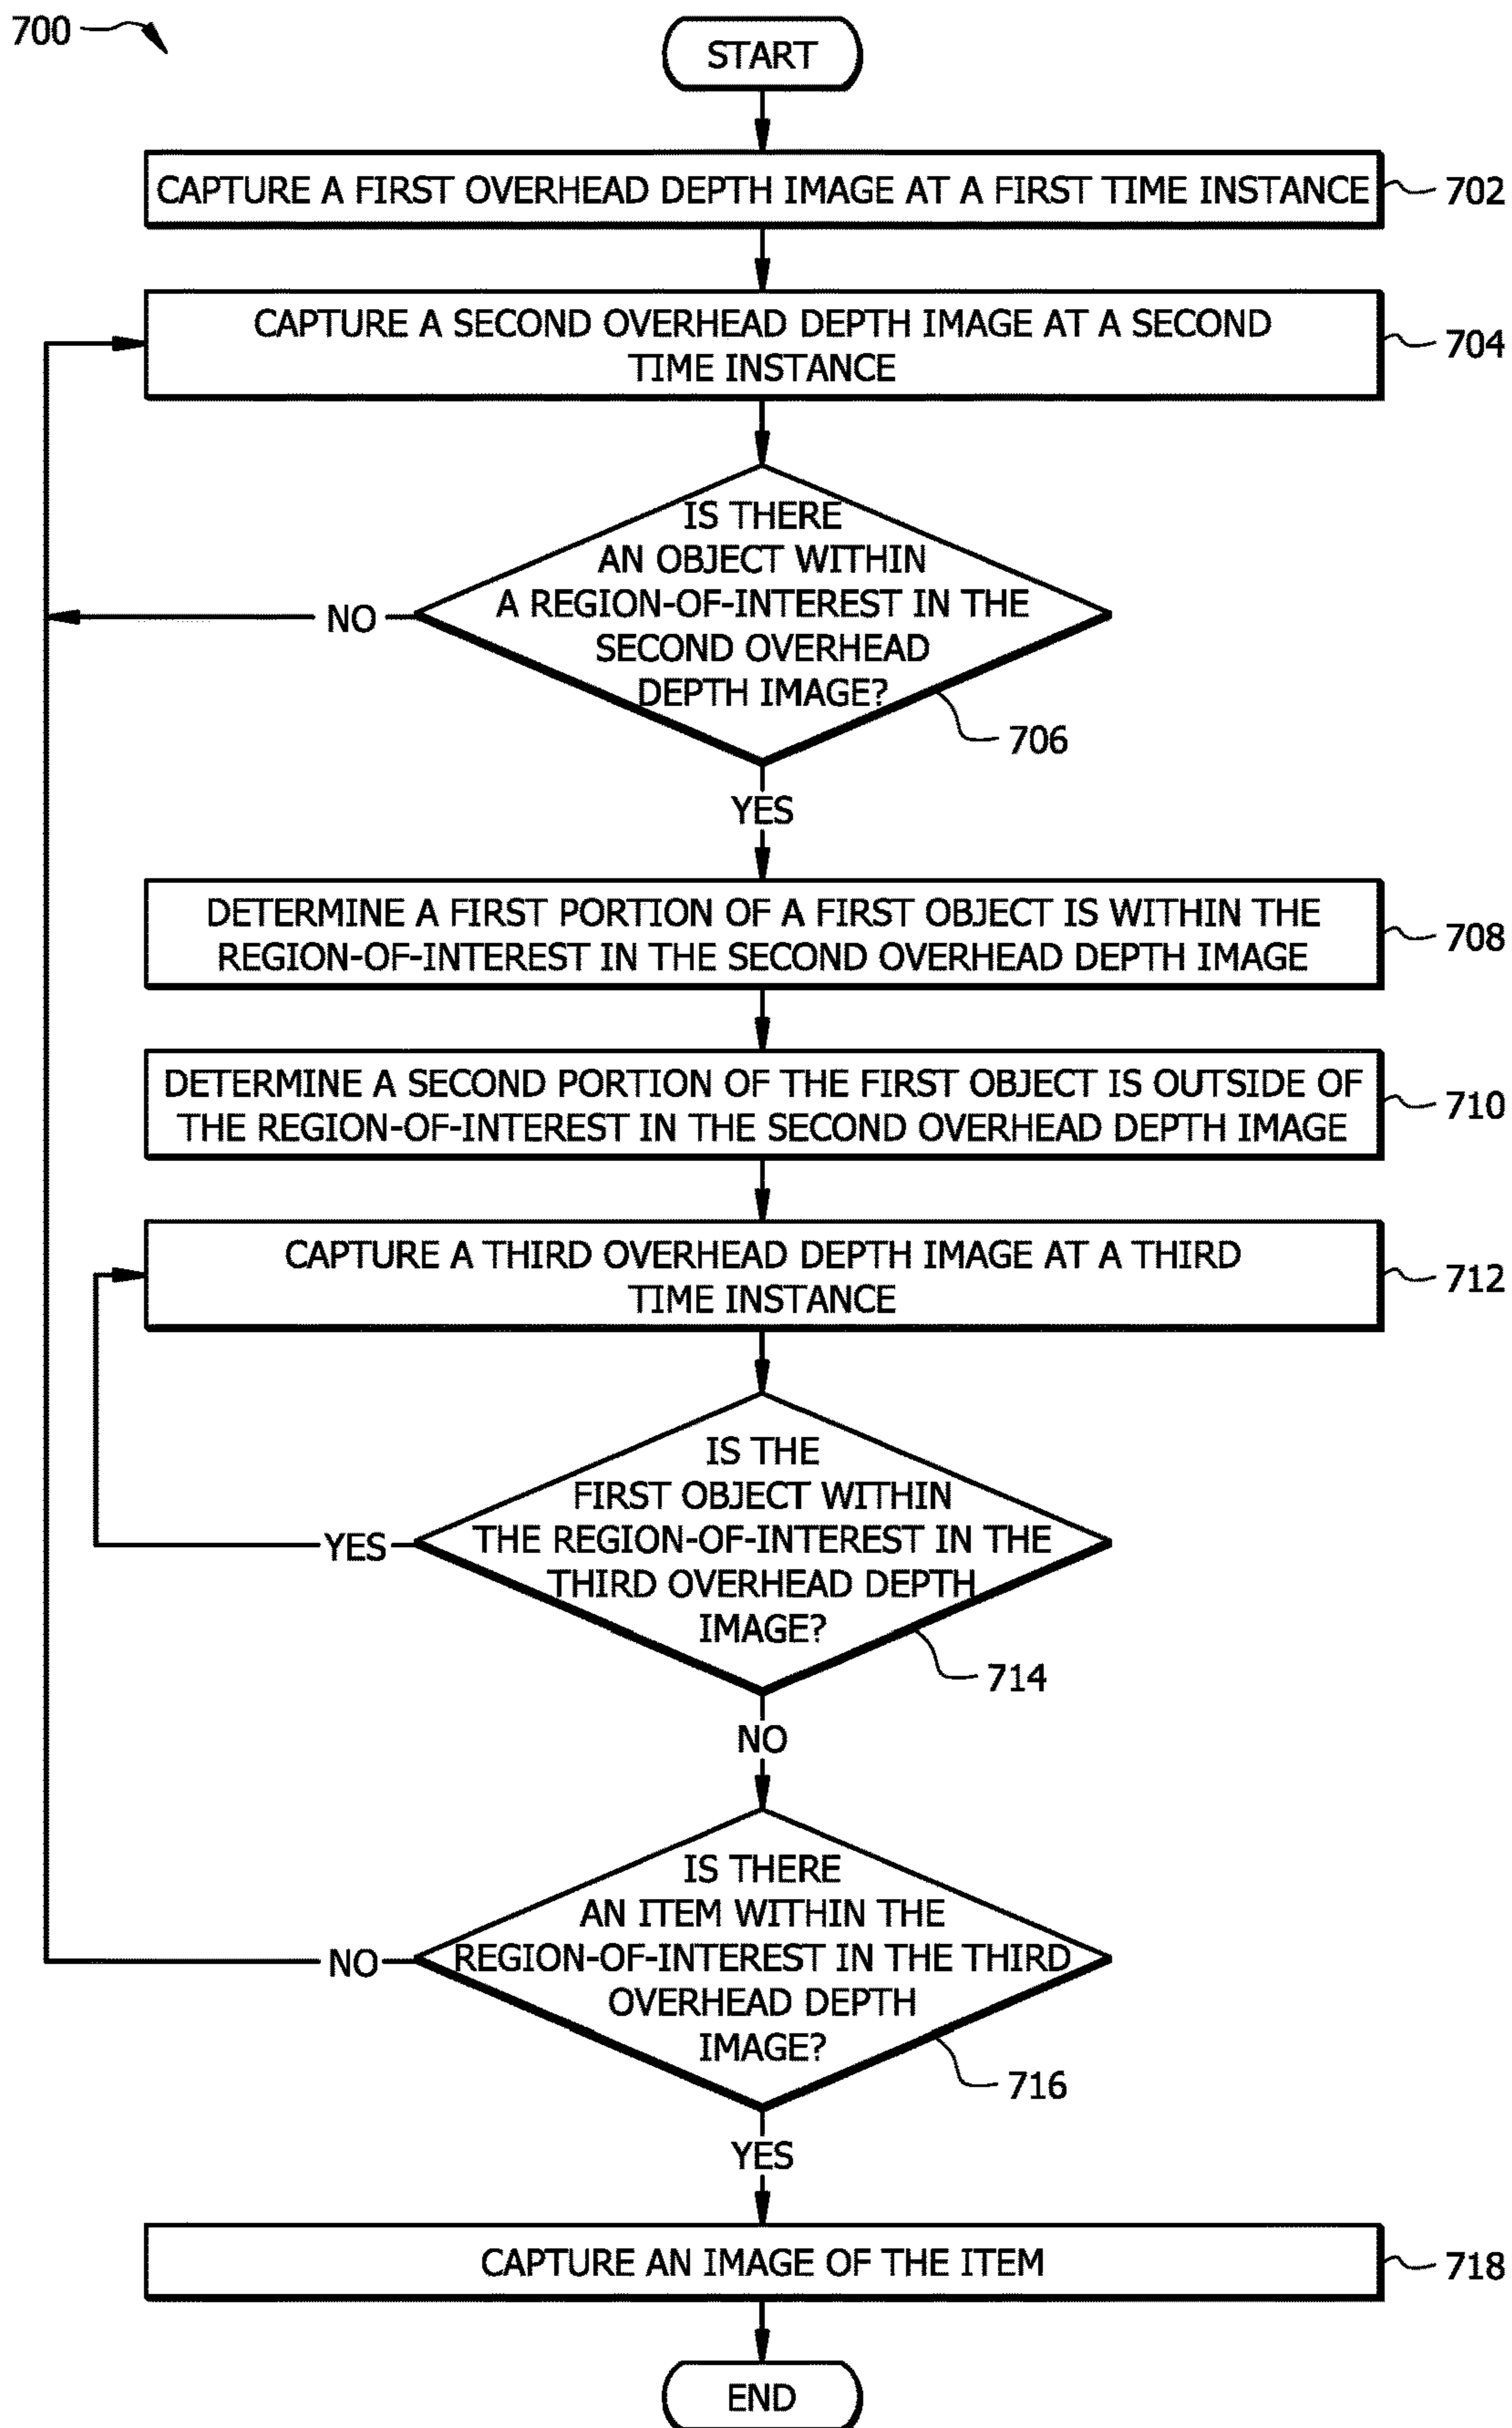 700
START
CAPTURE A FIRST OVERHEAD DEPTH IMAGE AT A FIRST TIME INSTANCE
702
CAPTURE A SECOND OVERHEAD DEPTH IMAGE AT A SECOND
TIME INSTANCE
704
IS THERE
AN OBJECT WITHIN
A REGION-OF-INTEREST IN THE
SECOND OVERHEAD
DEPTH IMAGE?
NO
706
YES
DETERMINE A FIRST PORTION OF A FIRST OBJECT IS WITHIN THE
REGION-OF-INTEREST IN THE SECOND OVERHEAD DEPTH IMAGE
708
DETERMINE A SECOND PORTION OF THE FIRST OBJECT IS OUTSIDE OF
THE REGION-OF-INTEREST IN THE SECOND OVERHEAD DEPTH IMAGE
710
CAPTURE A THIRD OVERHEAD DEPTH IMAGE AT A THIRD
TIME INSTANCE
712
IS THE
FIRST OBJECT WITHIN
THE REGION-OF-INTEREST IN THE
THIRD OVERHEAD DEPTH
IMAGE?
YES
714
NO
IS THERE
AN ITEM WITHIN THE
REGION-OF-INTEREST IN THE THIRD
OVERHEAD DEPTH
IMAGE?
NO
716
YES
CAPTURE AN IMAGE OF THE ITEM
718
END